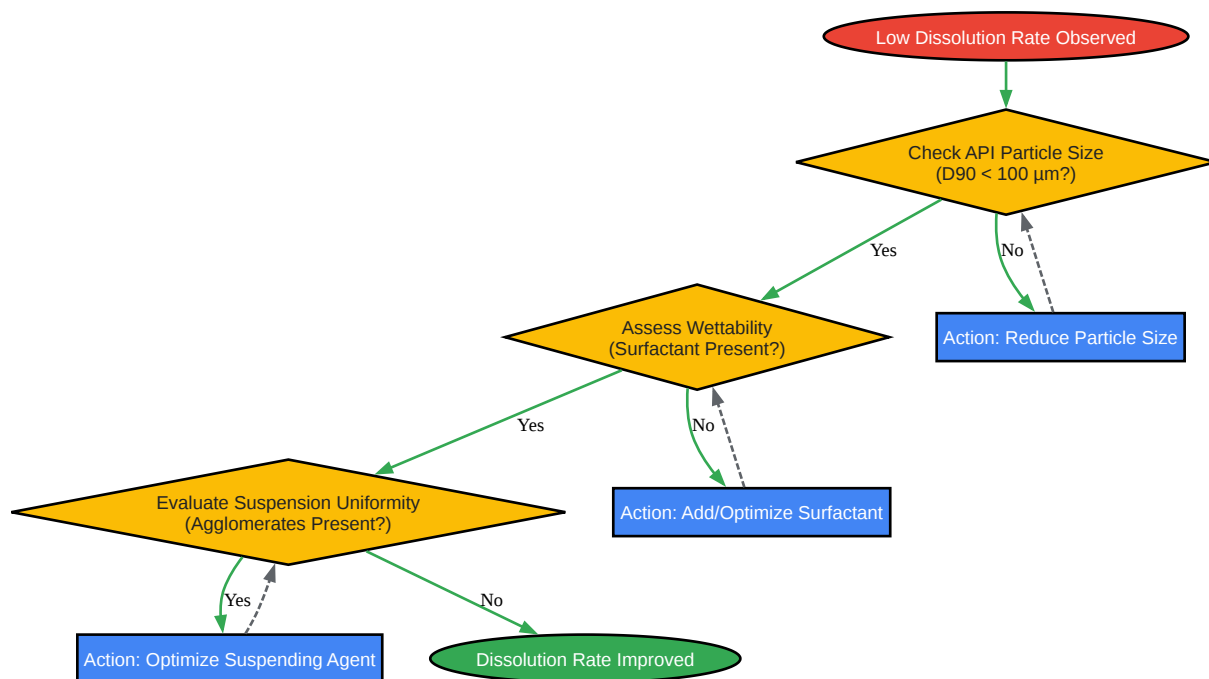 Low Dissolution Rate Observed
Check API Particle Size
(D90 < 100 µm?)
Yes
No
Action: Reduce Particle Size
Assess Wettability
(Surfactant Present?)
Yes
No
Action: Add/Optimize Surfactant
Evaluate Suspension Uniformity
(Agglomerates Present?)
Yes
No
Action: Optimize Suspending Agent
Dissolution Rate Improved